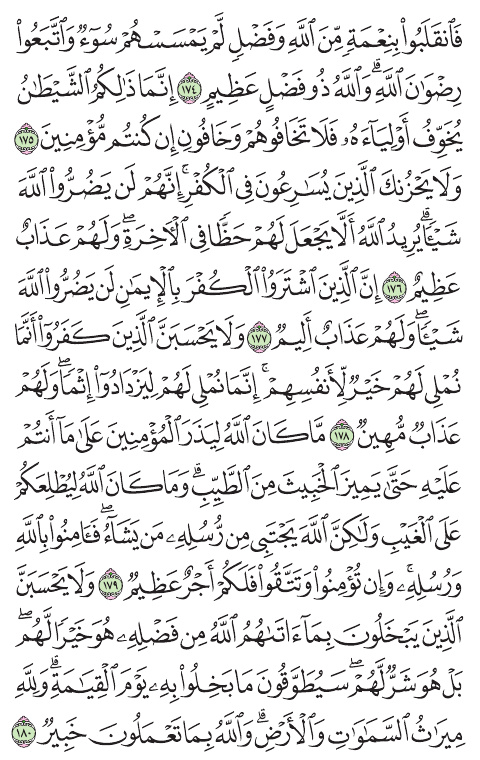 فَٱنقَلَبُوا۟ بِنِعْمَةٍ مِّنَ ٱللَّهِ وَفَضْلٍ لَّمْ يَمْسَسْهُمْ سُوٓءٌ وَٱتَّبَعُوا۟
رِضْوَٰنَ ٱللَّهِ ۗ وَٱللَّهُ ذُو فَضْلٍ عَظِيمٍ ١٧٤ إِنَّمَا ذَٰلِكُمُ ٱلشَّيْطَٰنُ
يُخَوِّفُ أَوْلِيَآءَهُۥ فَلَا تَخَافُوهُمْ وَخَافُونِ إِن كُنتُم مُّؤْمِنِينَ ١٧٥
وَلَا يَحْزُنكَ ٱلَّذِينَ يُسَٰرِعُونَ فِى ٱلْكُفْرِ ۚ إِنَّهُمْ لَن يَضُرُّوا۟ ٱللَّهَ
شَيْـًٔا ۗ يُرِيدُ ٱللَّهُ أَلَّا يَجْعَلَ لَهُمْ حَظًّا فِى ٱلْـَٔاخِرَةِ ۖ وَلَهُمْ عَذَابٌ
عَظِيمٌ ١٧٦ إِنَّ ٱلَّذِينَ ٱشْتَرَوُا۟ ٱلْكُفْرَ بِٱلْإِيمَٰنِ لَن يَضُرُّوا۟ ٱللَّهَ
شَيْـًٔا ۖ وَلَهُمْ عَذَابٌ أَلِيمٌ ١٧٧ وَلَا يَحْسَبَنَّ ٱلَّذِينَ كَفَرُوٓا۟ أَنَّمَا
نُمْلِى لَهُمْ خَيْرٌ لِّأَنفُسِهِمْ ۚ إِنَّمَا نُمْلِى لَهُمْ لِيَزْدَادُوٓا۟ إِثْمًا ۖ وَلَهُمْ
عَذَابٌ مُّهِينٌ ١٧٨ مَّا كَانَ ٱللَّهُ لِيَذَرَ ٱلْمُؤْمِنِينَ عَلَىٰ مَآ أَنتُمْ
عَلَيْهِ حَتَّىٰ يَمِيزَ ٱلْخَبِيثَ مِنَ ٱلطَّيِّبِ ۗ وَمَا كَانَ ٱللَّهُ لِيُطْلِعَكُمْ
عَلَى ٱلْغَيْبِ وَلَٰكِنَّ ٱللَّهَ يَجْتَبِى مِن رُّسُلِهِۦ مَن يَشَآءُ ۖ فَـَٔامِنُوا۟ بِٱللَّهِ
وَرُسُلِهِۦ ۚ وَإِن تُؤْمِنُوا۟ وَتَتَّقُوا۟ فَلَكُمْ أَجْرٌ عَظِيمٌ ١٧٩ وَلَا يَحْسَبَنَّ
ٱلَّذِينَ يَبْخَلُونَ بِمَآ ءَاتَىٰهُمُ ٱللَّهُ مِن فَضْلِهِۦ هُوَ خَيْرًا لَّهُم ۖ
بَلْ هُوَ شَرٌّ لَّهُمْ ۖ سَيُطَوَّقُونَ مَا بَخِلُوا۟ بِهِۦ يَوْمَ ٱلْقِيَٰمَةِ ۗ وَلِلَّهِ
مِيرَٰثُ ٱلسَّمَٰوَٰتِ وَٱلْأَرْضِ ۗ وَٱللَّهُ بِمَا تَعْمَلُونَ خَبِيرٌ ١٨٠